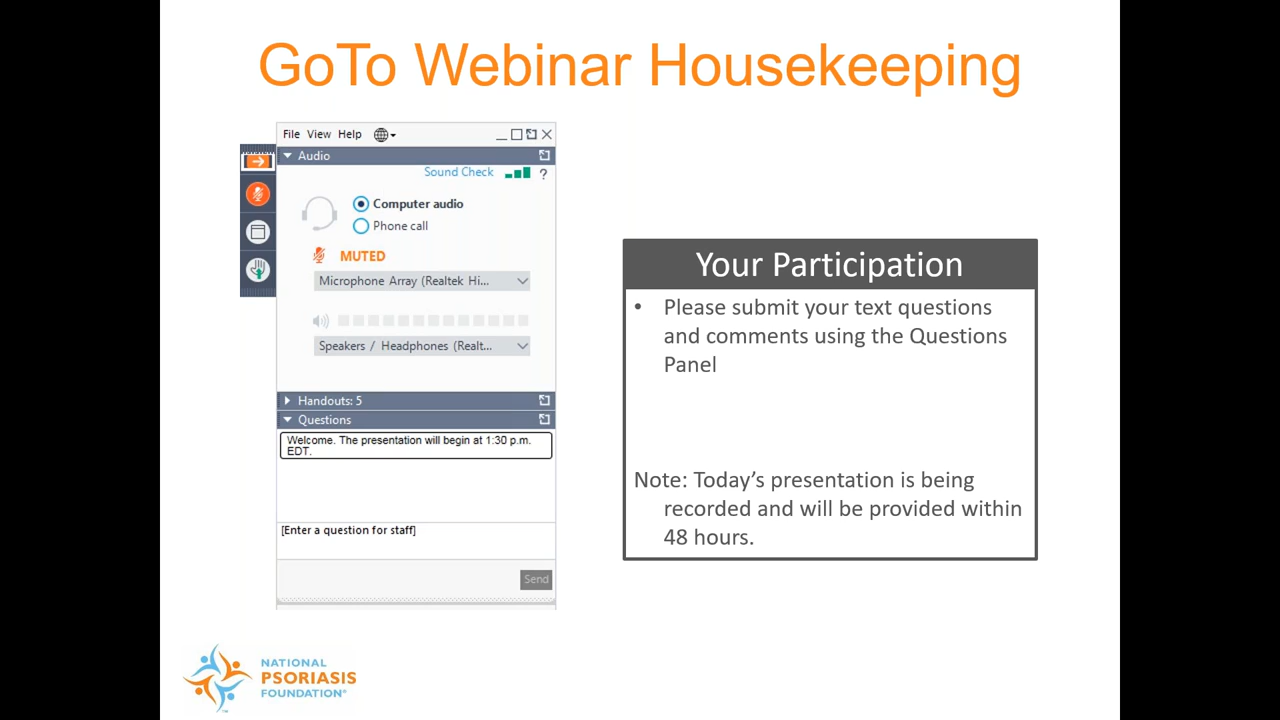 GoTo Webinar Housekeeping
File View Help
Audio
Sound Check
?
Computer audio
Phone call
MUTED
Microphone Array (Realtek Hi...
Speakers / Headphones (Realt...
Handouts: 5
Questions
Welcome. The presentation will begin at 1:30 p.m.
EDT.
[Enter a question for staff]
Send
Your Participation
• Please submit your text questions
and comments using the Questions
Panel
Note: Today’s presentation is being
recorded and will be provided within
48 hours.
NATIONAL
PSORIASIS
FOUNDATION®
™